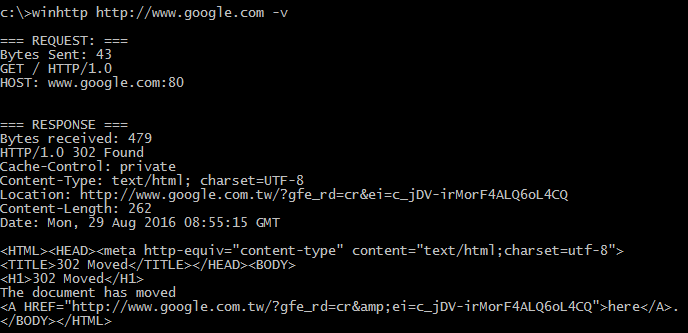 c:\>winhttp http://www.google.com -v
=== REQUEST: ===
Bytes Sent: 43
GET / HTTP/1.0
HOST: www.google.com:80
=== RESPONSE ===
Bytes received: 479
HTTP/1.0 302 Found
Cache-Control: private
Content-Type: text/html; charset=UTF-8
Location: http://www.google.com.tw/?gfe_rd=cr&ei=c_jDV-irMorF4ALQ6oL4CQ
Content-Length: 262
Date: Mon, 29 Aug 2016 08:55:15 GMT
<HTML><HEAD><meta http-equiv="content-type" content="text/html;charset=utf-8">
<TITLE>302 Moved</TITLE></HEAD><BODY>
<H1>302 Moved</H1>
The document has moved
<A HREF="http://www.google.com.tw/?gfe_rd=cr&amp;ei=c_jDV-irMorF4ALQ6oL4CQ">here</A>.
</BODY></HTML>